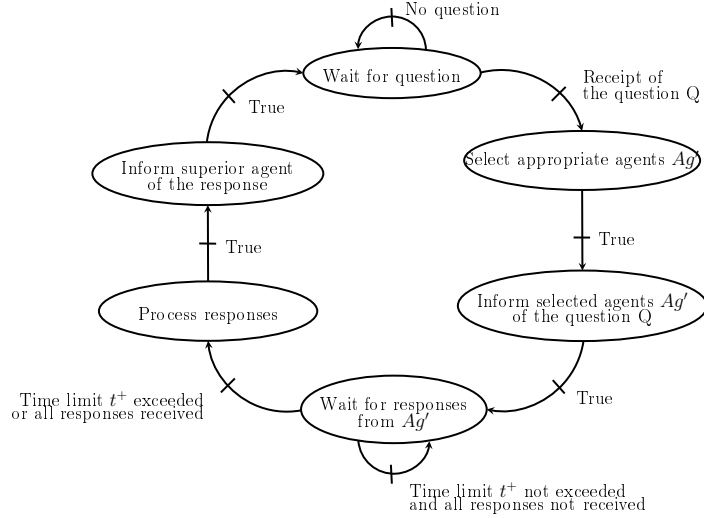 No question
Wait for question
Receipt of
the question Q
True
Select appropriate agents Ag′
Inform superior agent
of the response
True
True
Inform selected agents Ag′
of the question Q
Process responses
Time limit t⁺ exceeded
or all responses received
Wait for responses
from Ag′
True
Time limit t⁺ not exceeded
and all responses not received